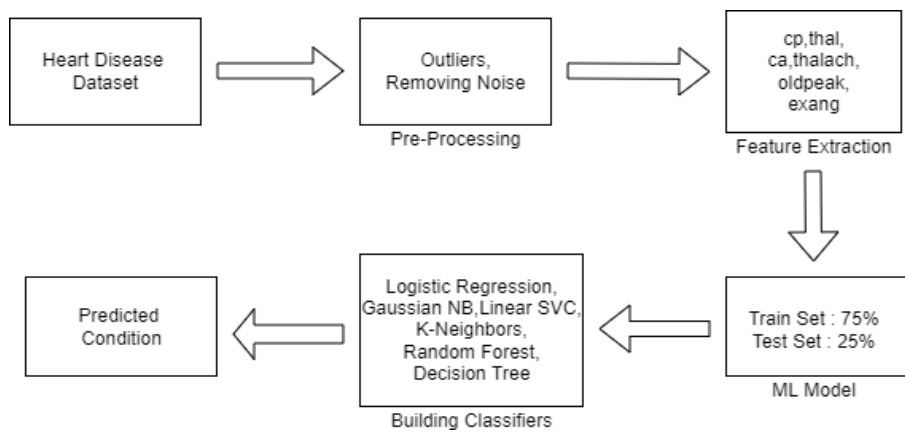 Heart Disease
Dataset
Outliers,
Removing Noise
Pre-Processing
cp,thal,
ca,thalach,
oldpeak,
exang
Feature Extraction
Train Set : 75%
Test Set : 25%
ML Model
Logistic Regression,
Gaussian NB,Linear SVC,
K-Neighbors,
Random Forest,
Decision Tree
Building Classifiers
Predicted
Condition